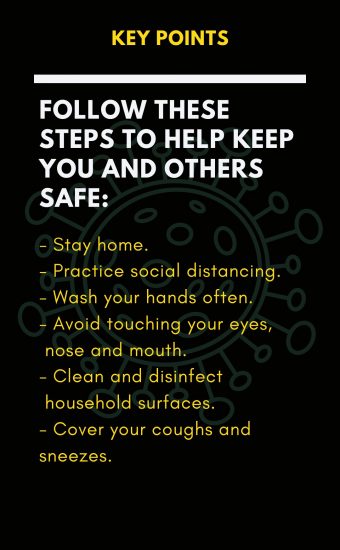 KEY POINTS
FOLLOW THESE
STEPS TO HELP KEEP
YOU AND OTHERS
SAFE:
- Stay home.
- Practice social distancing.
- Wash your hands often.
- Avoid touching your eyes,
nose and mouth.
- Clean and disinfect
household surfaces.
- Cover your coughs and
sneezes.